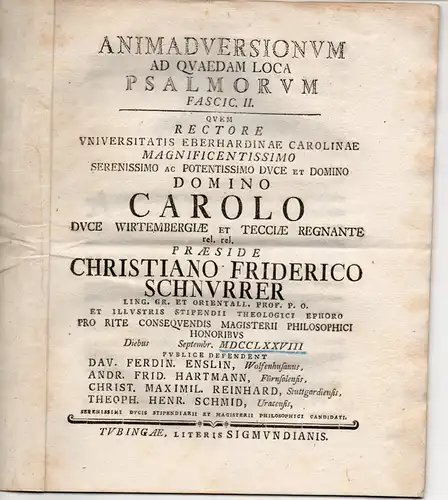 ANIMADVERSIONVM
AD QVAEDAM LOCA
PSALMORVM
FASCIC. II.
QVEM
RECTORE
VNIVERSITATIS EBERHARDINAE CAROLINAE
MAGNIFICENTISSIMO
SERENISSIMO AC POTENTISSIMO DVCE ET DOMINO
DOMINO
CAROLO
DVCE WIRTEMBERGIÆ ET TECCIÆ REGNANTE
rel. rel.
PRÆSIDE
CHRISTIANO FRIDERICO
SCHNVRRER
LING. GR. ET ORIENTALL. PROF. P. O.
ET ILLVSTRIS STIPENDII THEOLOGICI EPHORO
PRO RITE CONSEQVENDIS MAGISTERII PHILOSOPHICI
HONORIBVS
Diebus Septembr. MDCCLXXVIII
PVBLICE DEFENDENT
DAV. FERDIN. ENSLIN, Wolfenhusanus,
ANDR. FRID. HARTMANN, Fürnsalensis,
CHRIST. MAXIMIL. REINHARD, Stuttgardiensis,
THEOPH. HENR. SCHMID, Uracensis,
SERENISSIMI DVCIS STIPENDIARII ET MAGISTERII PHILOSOPHICI CANDIDATI.
TVBINGAE, LITERIS SIGMVNDIANIS.